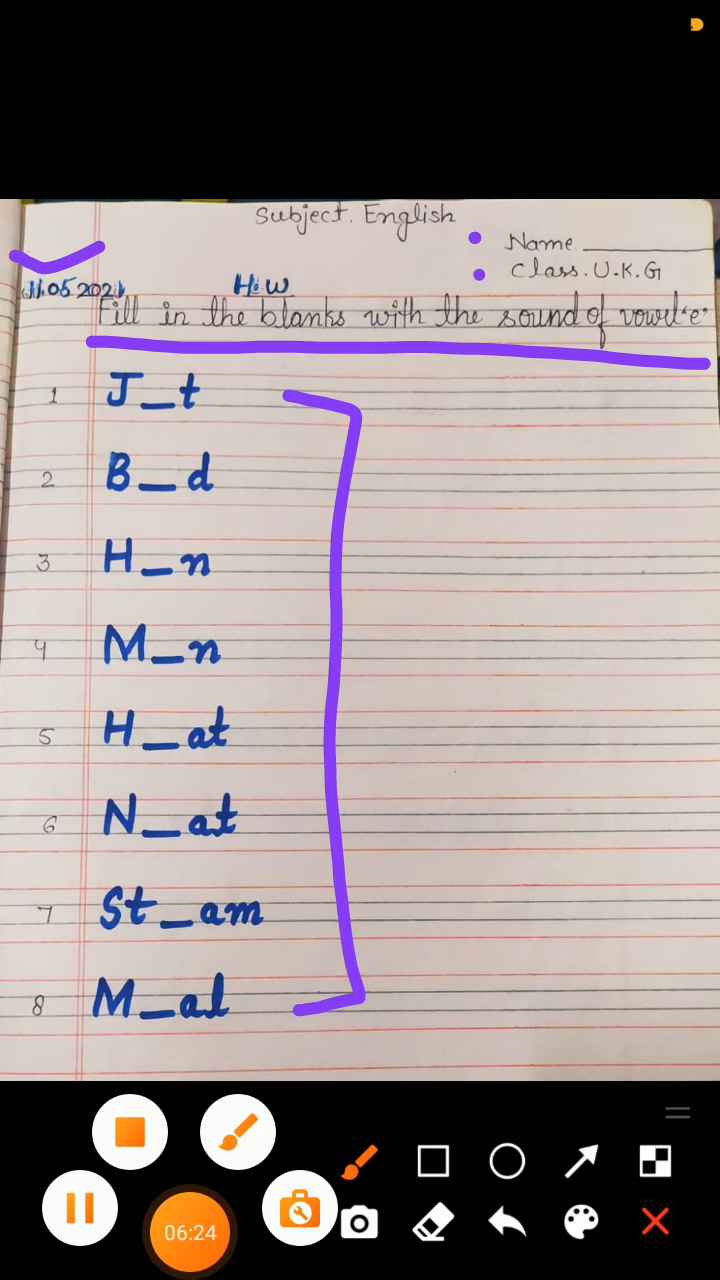 Subject. English
Name
Class. U.K.G
11.05.2021 H.W
Fill in the blanks with the sound of vowel 'e'
1 J_t
2 B_d
3 H_n
4 M_n
5 H_at
6 N_at
7 St_am
8 M_al
06:24